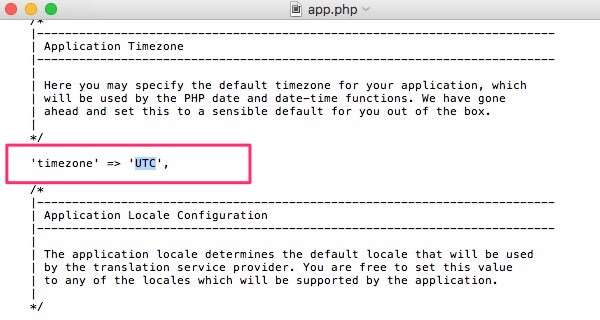 app.php
/*
|--------------------------------------------------------------------------
| Application Timezone
|--------------------------------------------------------------------------
|
| Here you may specify the default timezone for your application, which
| will be used by the PHP date and date-time functions. We have gone
| ahead and set this to a sensible default for you out of the box.
|
*/
'timezone' => 'UTC',
/*
|--------------------------------------------------------------------------
| Application Locale Configuration
|--------------------------------------------------------------------------
|
| The application locale determines the default locale that will be used
| by the translation service provider. You are free to set this value
| to any of the locales which will be supported by the application.
|
*/